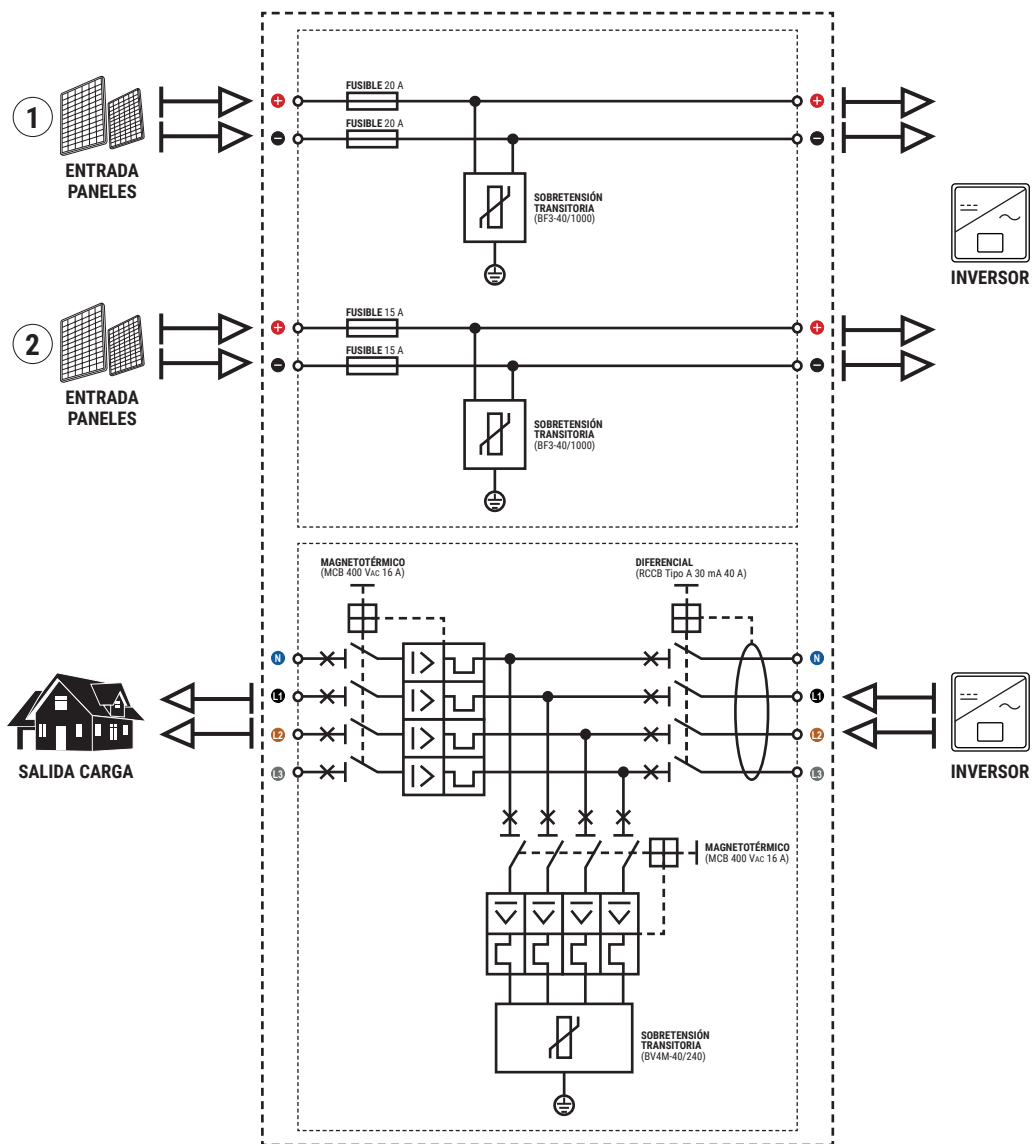 1
ENTRADA
PANELES
+
−
FUSIBLE 20 A
FUSIBLE 20 A
SOBRETENSIÓN
TRANSITORIA
(BF3-40/1000)
+
−
INVERSOR
2
ENTRADA
PANELES
+
−
FUSIBLE 15 A
FUSIBLE 15 A
SOBRETENSIÓN
TRANSITORIA
(BF3-40/1000)
+
−
MAGNETOTÉRMICO
(MCB 400 VAC 16 A)
DIFERENCIAL
(RCCB Tipo A 30 mA 40 A)
N
L1
L2
L3
N
L1
L2
L3
SALIDA CARGA
INVERSOR
MAGNETOTÉRMICO
(MCB 400 VAC 16 A)
SOBRETENSIÓN
TRANSITORIA
(BV4M-40/240)